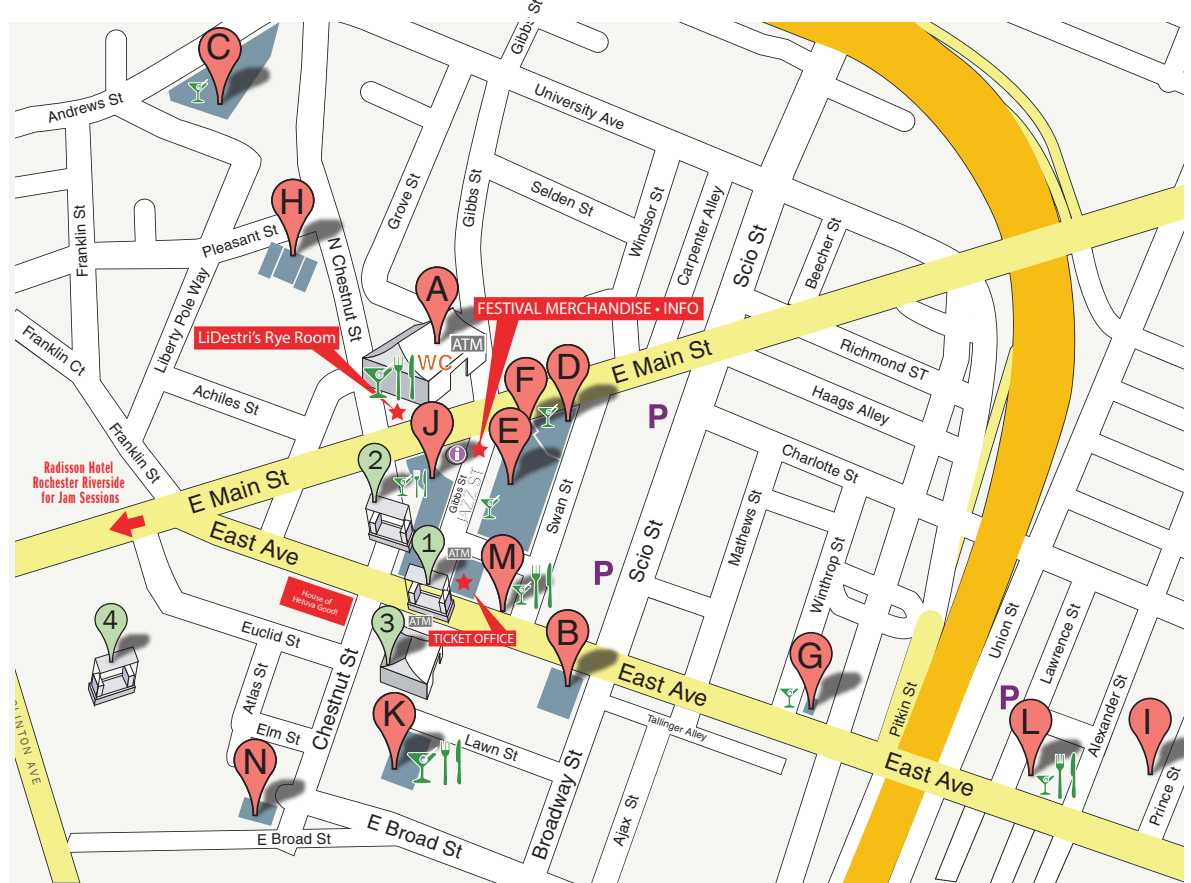 Gibbs St
C
Andrews St
University Ave
H
Pleasant St
Franklin St
Grove St
Gibbs St
Selden St
Windsor St
Carpenter Alley
Scio St
Beecher St
N Chestnut St
Liberty Pole Way
A
FESTIVAL MERCHANDISE • INFO
LiDestri's Rye Room
ATM
WC
Franklin Ct
E Main St
Richmond ST
F
D
Achiles St
Haags Alley
P
J
E
i
Franklin St
Charlotte St
2
Radisson Hotel
Rochester Riverside
for Jam Sessions
E Main St
Gibbs St
JAZZ ST
Swan St
Mathews St
East Ave
1
ATM
M
Scio St
P
Winthrop St
House of
Heluva Good!
4
3
ATM
TICKET OFFICE
B
Euclid St
Union St
Lawrence St
G
East Ave
Atlas St
Chestnut St
Pitkin St
P
Alexander St
L
I
K
Tallinger Alley
Lawn St
Elm St
N
CLINTON AVE
Broadway St
East Ave
Prince St
Ajax St
E Broad St
E Broad St